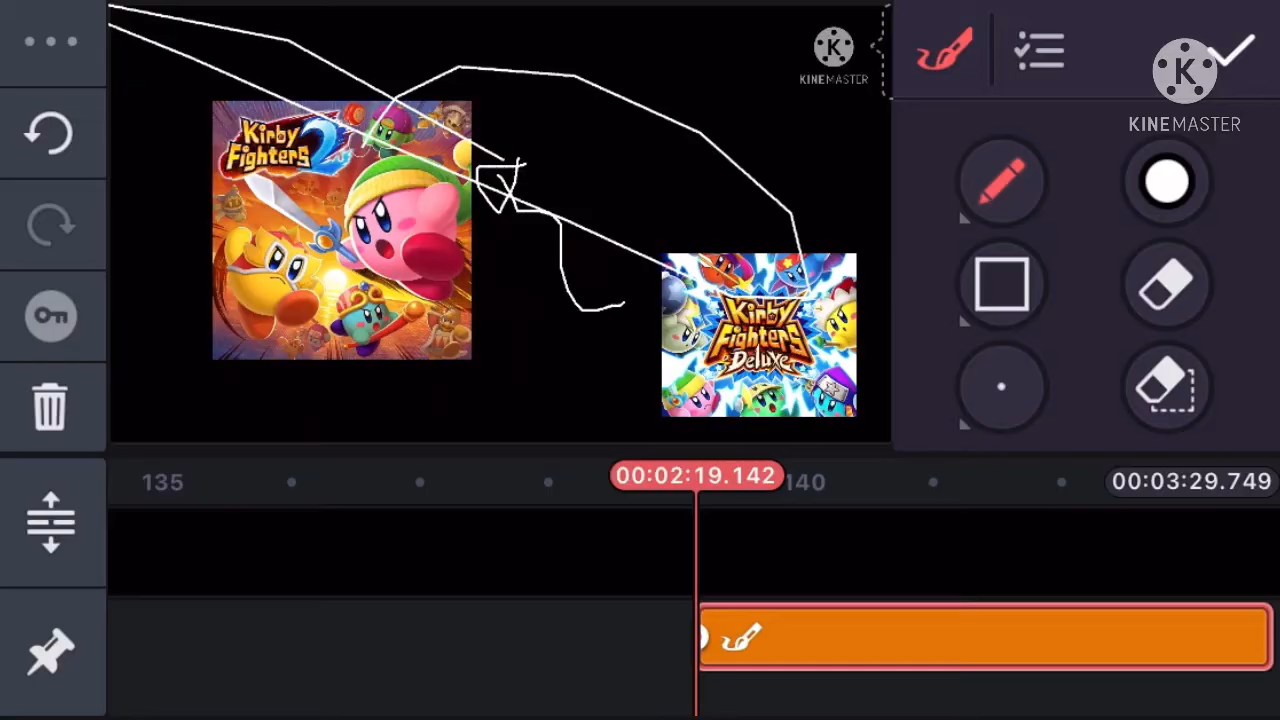 K
KINEMASTER
K
KINEMASTER
Kirby
Fighters 2
Kirby
Fighters
Deluxe
135
00:02:19.142
140
00:03:29.749